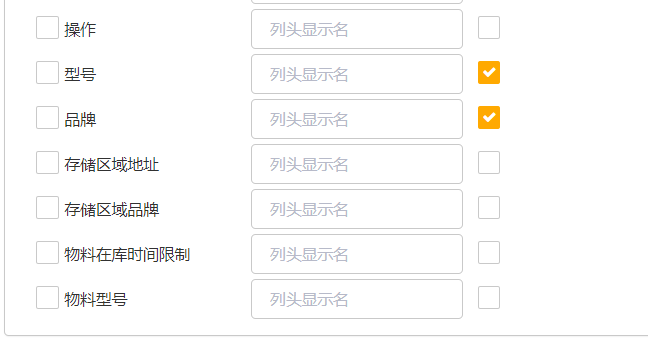 操作 列头显示名
型号 列头显示名
品牌 列头显示名
存储区域地址 列头显示名
存储区域品牌 列头显示名
物料在库时间限制 列头显示名
物料型号 列头显示名